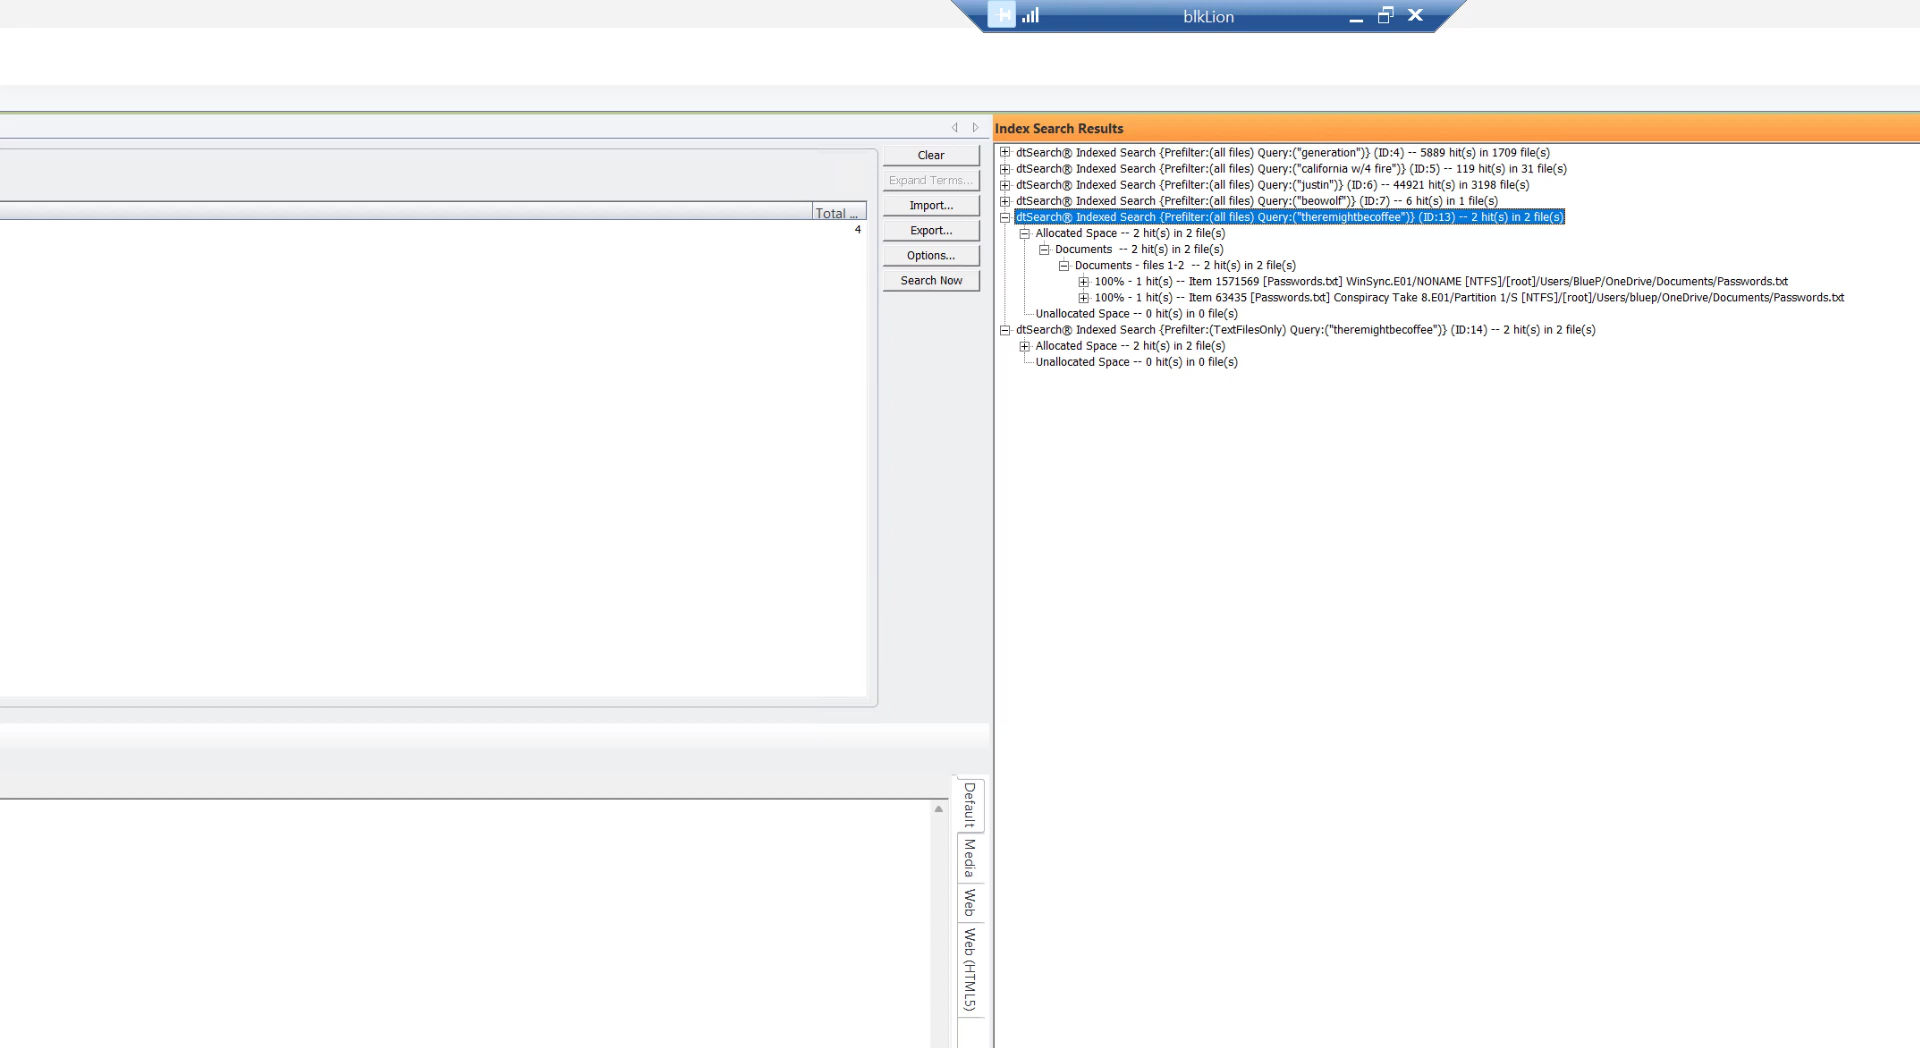 blkLion
Index Search Results
Clear
Expand Terms...
Import...
Export...
Options...
Search Now
Total ...
4
dtSearch® Indexed Search {Prefilter:(all files) Query:("generation")} (ID:4) -- 5889 hit(s) in 1709 file(s)
dtSearch® Indexed Search {Prefilter:(all files) Query:("california w/4 fire")} (ID:5) -- 119 hit(s) in 31 file(s)
dtSearch® Indexed Search {Prefilter:(all files) Query:("justin")} (ID:6) -- 44921 hit(s) in 3198 file(s)
dtSearch® Indexed Search {Prefilter:(all files) Query:("beowolf")} (ID:7) -- 6 hit(s) in 1 file(s)
dtSearch® Indexed Search {Prefilter:(all files) Query:("theremightbecoffee")} (ID:13) -- 2 hit(s) in 2 file(s)
Allocated Space -- 2 hit(s) in 2 file(s)
Documents -- 2 hit(s) in 2 file(s)
Documents - files 1-2 -- 2 hit(s) in 2 file(s)
100% - 1 hit(s) -- Item 1571569 [Passwords.txt] WinSync.E01/NONAME [NTFS]/[root]/Users/BlueP/OneDrive/Documents/Passwords.txt
100% - 1 hit(s) -- Item 63435 [Passwords.txt] Conspiracy Take 8.E01/Partition 1/S [NTFS]/[root]/Users/bluep/OneDrive/Documents/Passwords.txt
Unallocated Space -- 0 hit(s) in 0 file(s)
dtSearch® Indexed Search {Prefilter:(TextFilesOnly) Query:("theremightbecoffee")} (ID:14) -- 2 hit(s) in 2 file(s)
Allocated Space -- 2 hit(s) in 2 file(s)
Unallocated Space -- 0 hit(s) in 0 file(s)
Default
Media
Web
Web (HTML5)